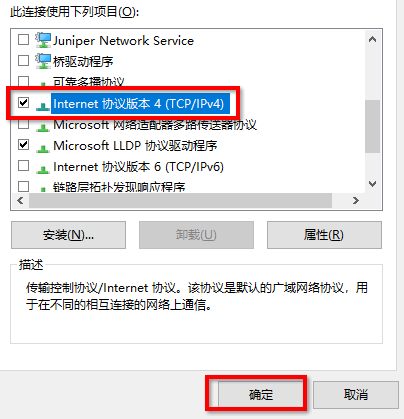 此连接使用下列项目(O):
Juniper Network Service
桥驱动程序
可靠多播协议
Internet 协议版本 4 (TCP/IPv4)
Microsoft 网络适配器多路传送器协议
Microsoft LLDP 协议驱动程序
Internet 协议版本 6 (TCP/IPv6)
链路层拓扑发现响应程序
安装(N)... 卸载(U) 属性(R)
描述
传输控制协议/Internet 协议。该协议是默认的广域网络协议，用
于在不同的相互连接的网络上通信。
确定 取消